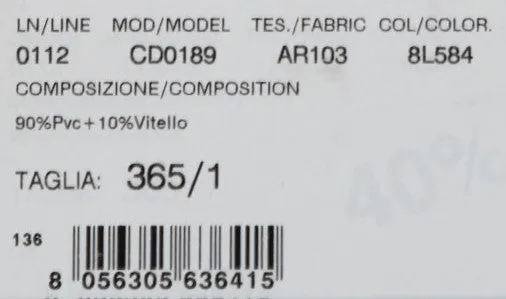 LN/LINE MOD/MODEL TES./FABRIC COL/COLOR.
0112 CD0189 AR103 8L584
COMPOSIZIONE/COMPOSITION
90%Pvc+10%Vitello
TAGLIA: 365/1
40%
136
8 056305 636415